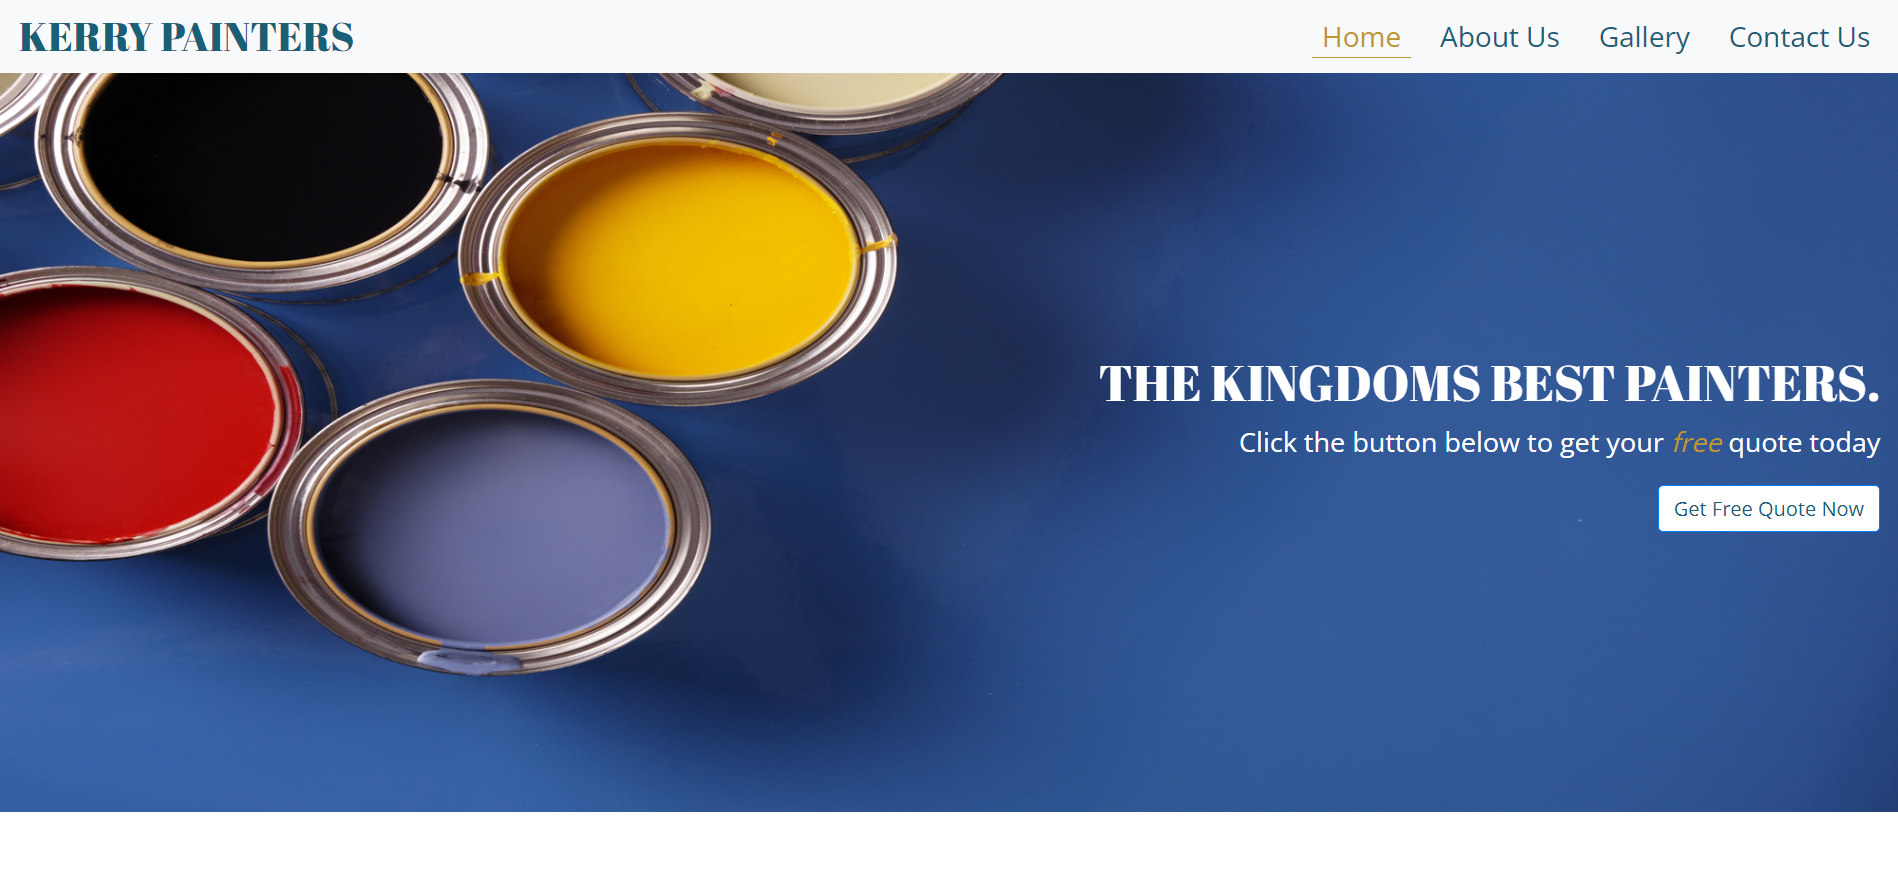 KERRY PAINTERS
Home About Us Gallery Contact Us
THE KINGDOMS BEST PAINTERS.
Click the button below to get your free quote today
Get Free Quote Now